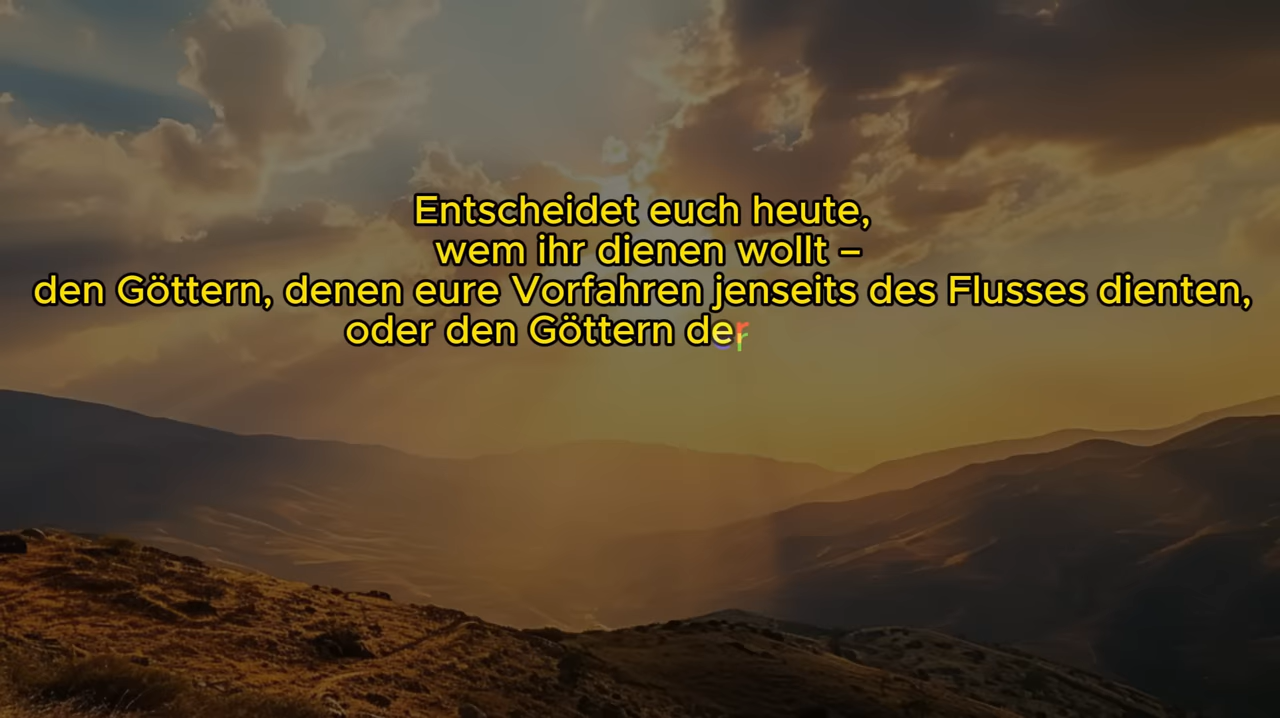 Entscheidet euch heute,
wem ihr dienen wollt –
den Göttern, denen eure Vorfahren jenseits des Flusses dienten,
oder den Göttern der